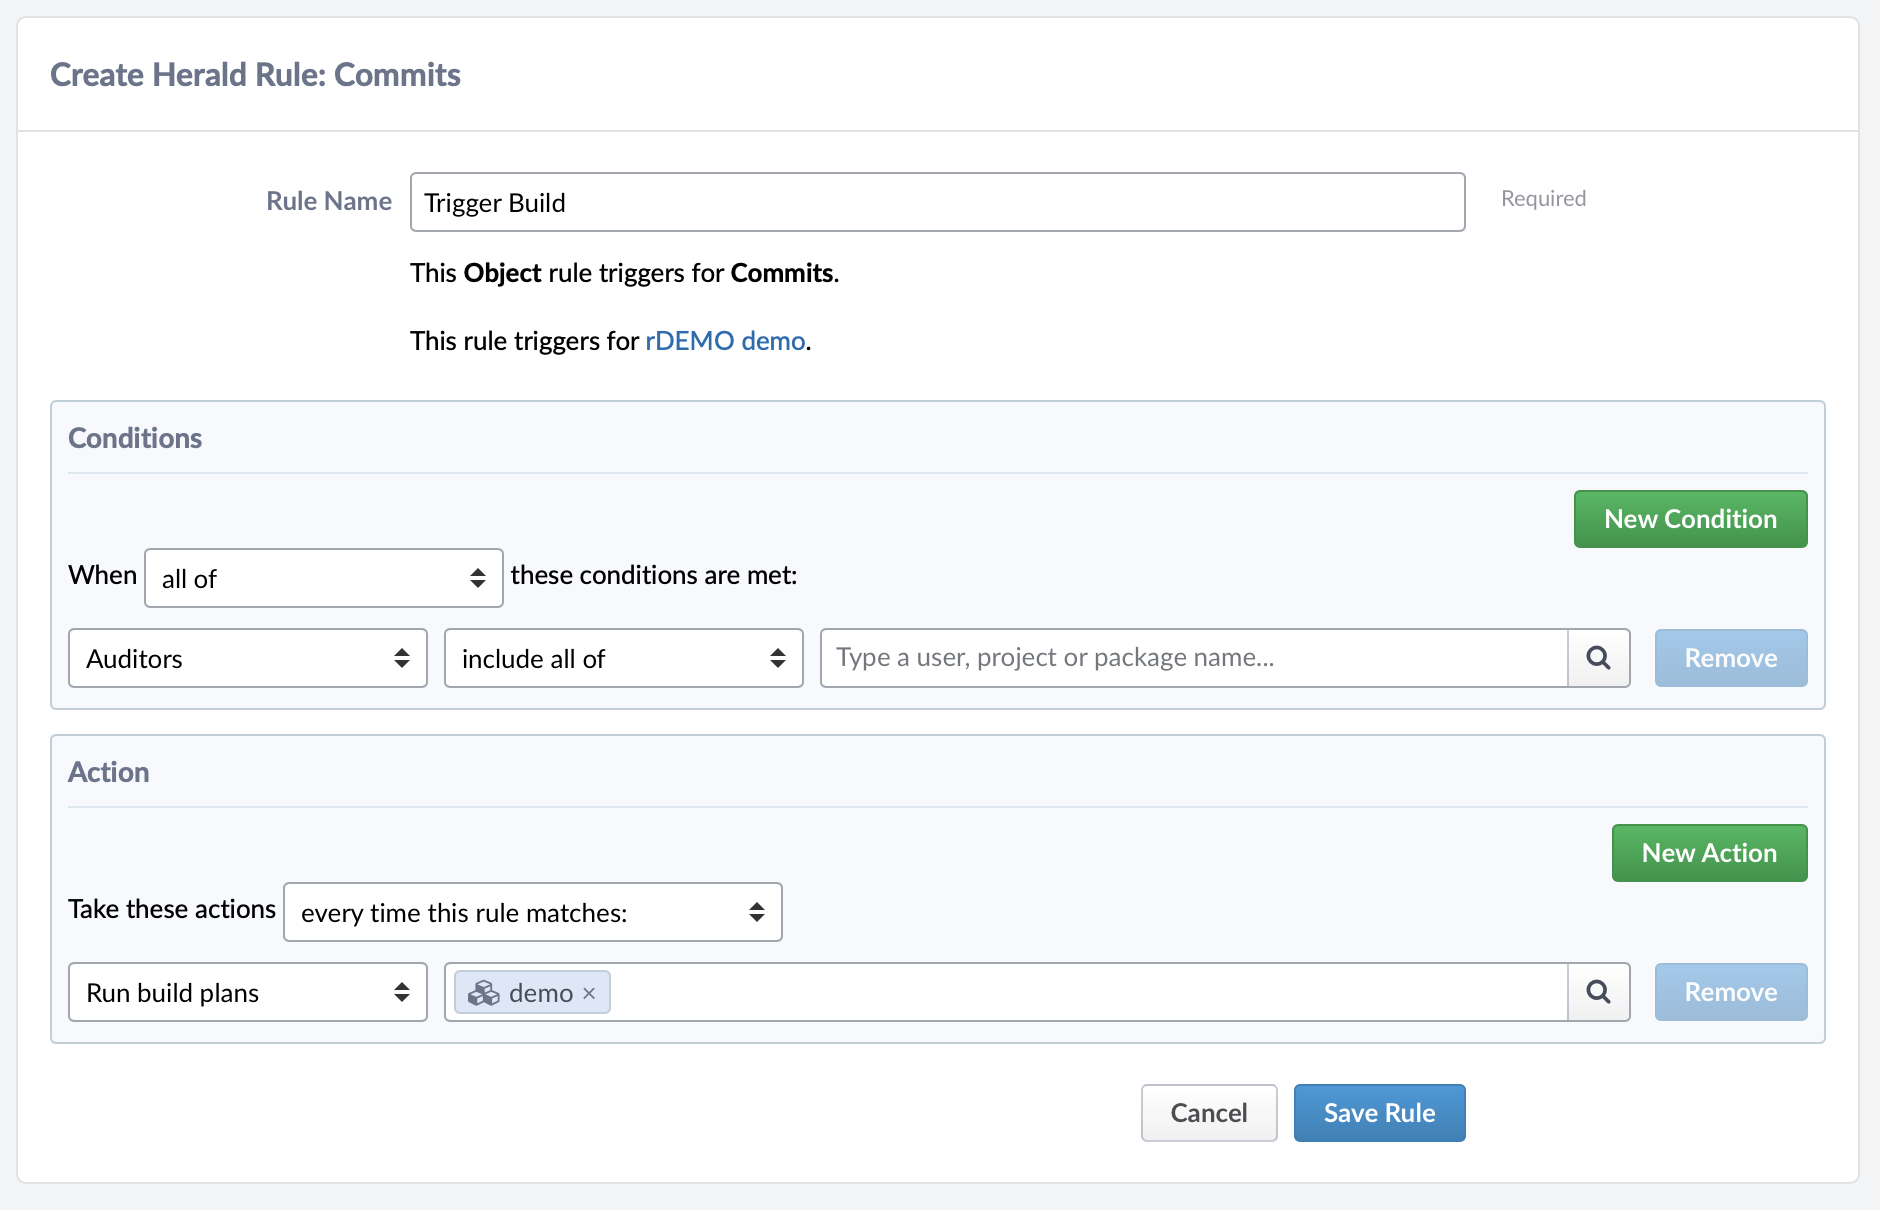 Create Herald Rule: Commits
Rule Name Trigger Build Required
This Object rule triggers for Commits.
This rule triggers for rDEMO demo.
Conditions
New Condition
When all of these conditions are met:
Auditors include all of Type a user, project or package name... Remove
Action
New Action
Take these actions every time this rule matches:
Run build plans demo × Remove
Cancel Save Rule